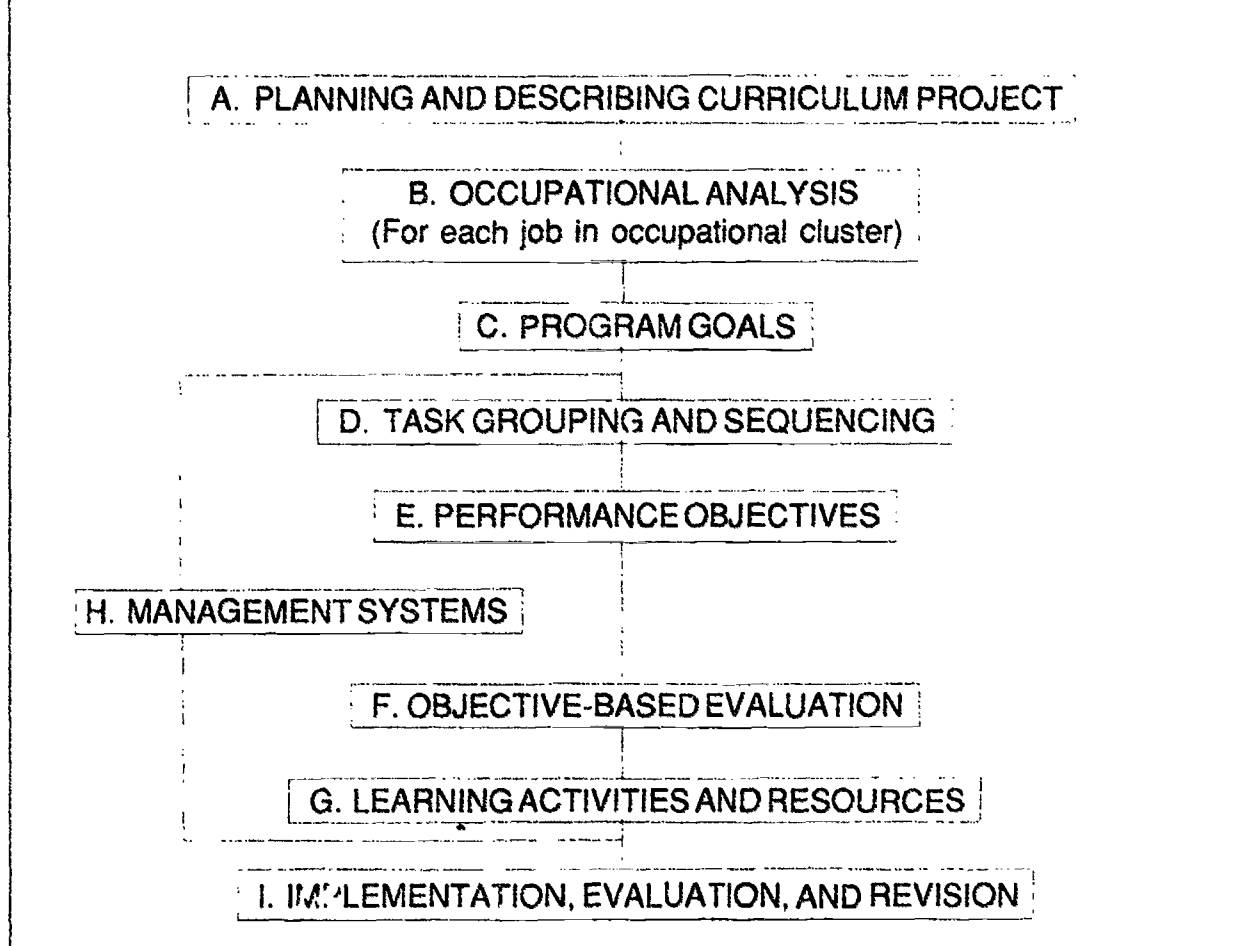 A. PLANNING AND DESCRIBING CURRICULUM PROJECT
B. OCCUPATIONAL ANALYSIS
(For each job in occupational cluster)
C. PROGRAM GOALS
D. TASK GROUPING AND SEQUENCING
E. PERFORMANCE OBJECTIVES
H. MANAGEMENT SYSTEMS
F. OBJECTIVE-BASED EVALUATION
G. LEARNING ACTIVITIES AND RESOURCES
I. IMPLEMENTATION, EVALUATION, AND REVISION